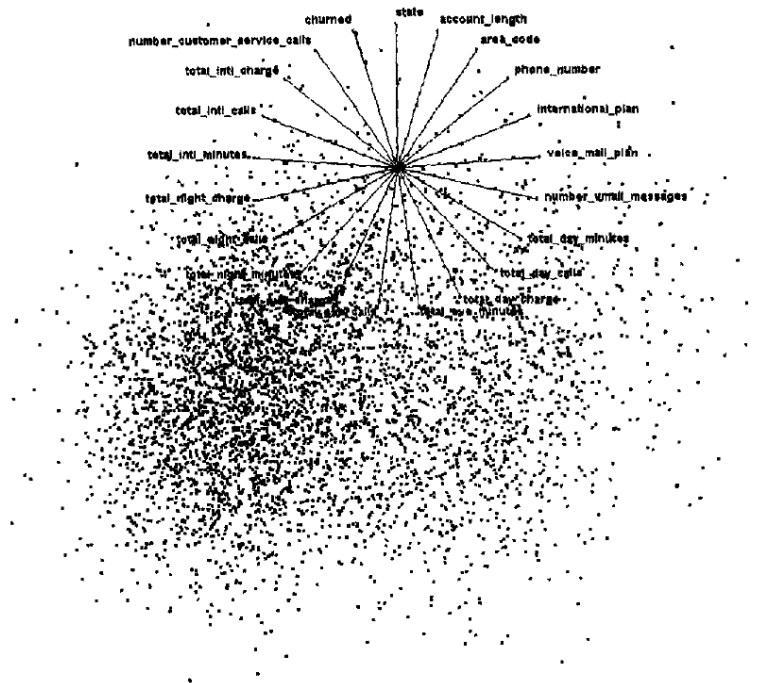 state
churned
account_length
number_customer_service_calls
area_code
total_intl_charge
phone_number
total_intl_calls
international_plan
total_intl_minutes
voice_mail_plan
total_night_charge
number_vmail_messages
total_night_calls
total_day_minutes
total_night_minutes
total_day_calls
total_day_charge
total_eve_minutes